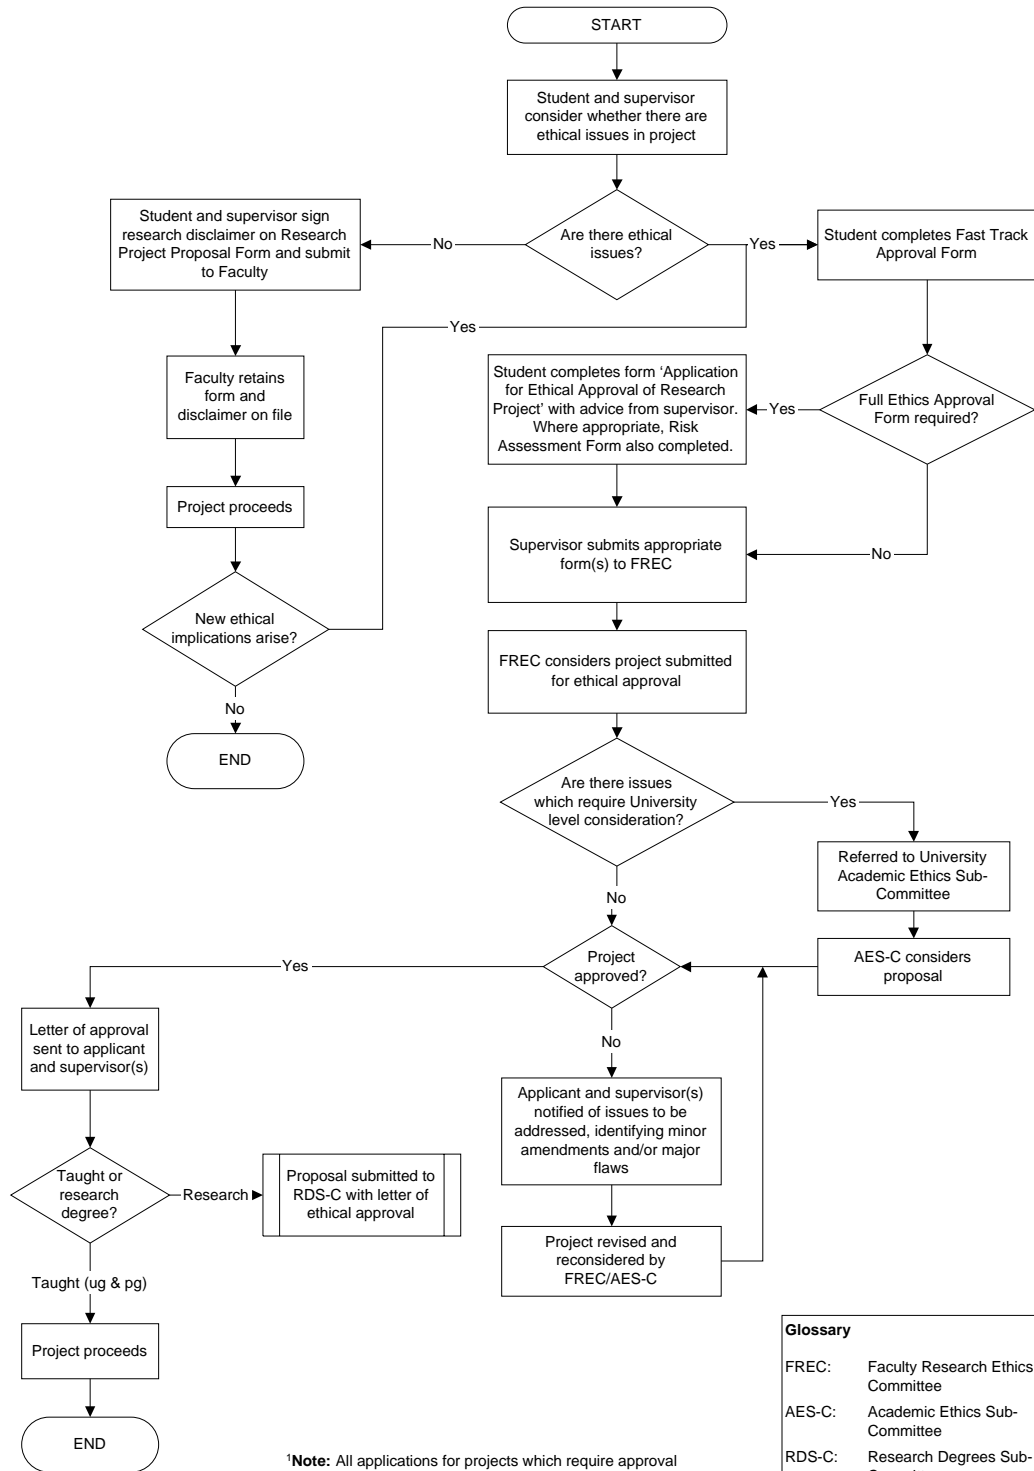 START
Student and supervisor
consider whether there are
ethical issues in project
Are there ethical
issues?
No
Yes
Student and supervisor sign
research disclaimer on Research
Project Proposal Form and submit
to Faculty
Student completes Fast Track
Approval Form
Yes
Faculty retains
form and
disclaimer on file
Student completes form ‘Application
for Ethical Approval of Research
Project’ with advice from supervisor.
Where appropriate, Risk
Assessment Form also completed.
Yes
Full Ethics Approval
Form required?
Project proceeds
Supervisor submits appropriate
form(s) to FREC
No
New ethical
implications arise?
FREC considers project submitted
for ethical approval
No
END
Are there issues
which require University
level consideration?
Yes
Referred to University
Academic Ethics Sub-
Committee
No
AES-C considers
proposal
Project
approved?
Yes
Letter of approval
sent to applicant
and supervisor(s)
No
Applicant and supervisor(s)
notified of issues to be
addressed, identifying minor
amendments and/or major
flaws
Taught or
research
degree?
Research
Proposal submitted to
RDS-C with letter of
ethical approval
Project revised and
reconsidered by
FREC/AES-C
Taught (ug & pg)
Project proceeds
END
Glossary
FREC: Faculty Research Ethics
Committee
AES-C: Academic Ethics Sub-
Committee
RDS-C: Research Degrees Sub-
¹Note: All applications for projects which require approval